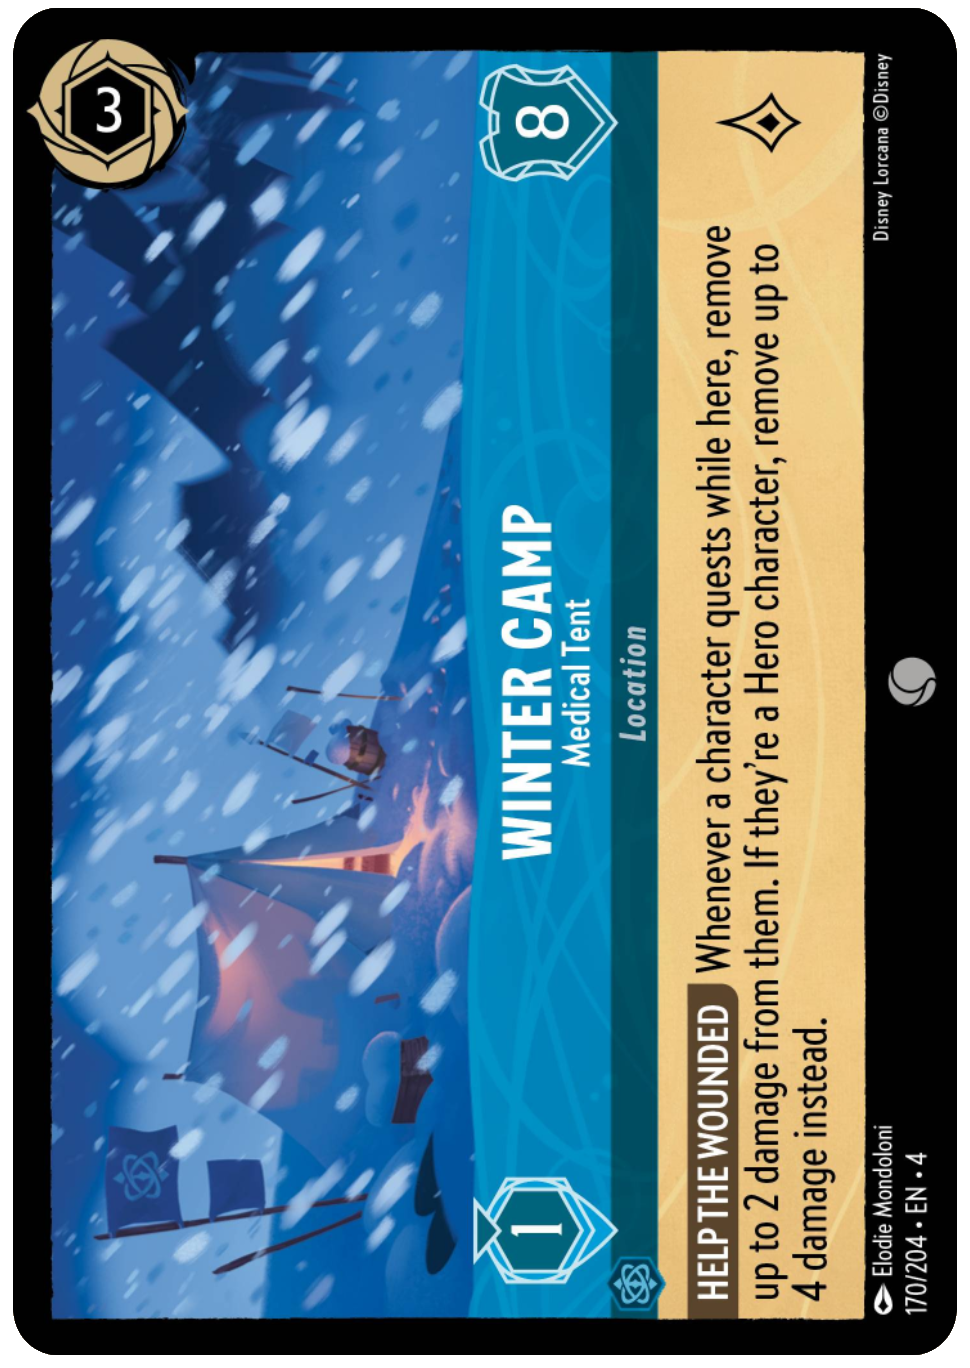 3
1
WINTER CAMP
Medical Tent
8
Location
HELP THE WOUNDED Whenever a character quests while here, remove
up to 2 damage from them. If they're a Hero character, remove up to
4 damage instead.
Elodie Mondoloni
170/204 • EN • 4
Disney Lorcana ©Disney